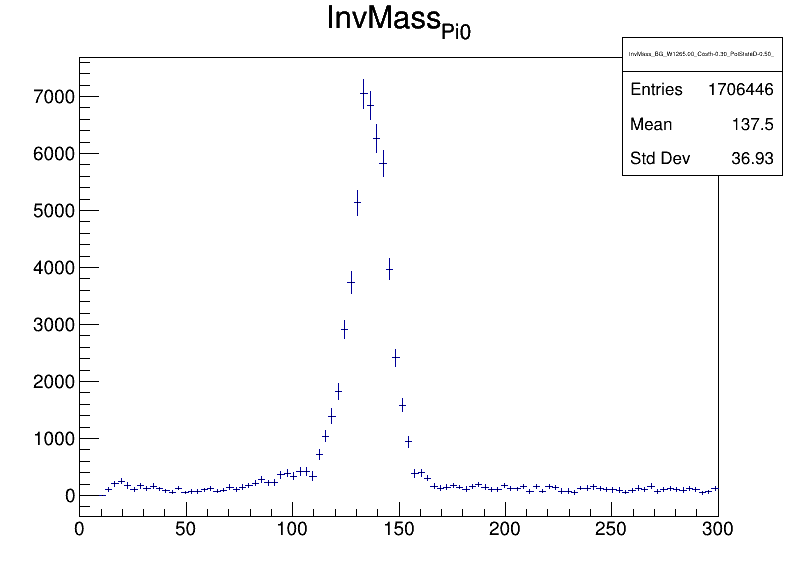 InvMass_Pi0
InvMass_BG_W1265.00_Costh-0.30_PolStateD-0.50_
Entries 1706446
Mean 137.5
Std Dev 36.93
7000
6000
5000
4000
3000
2000
1000
0
0 50 100 150 200 250 300